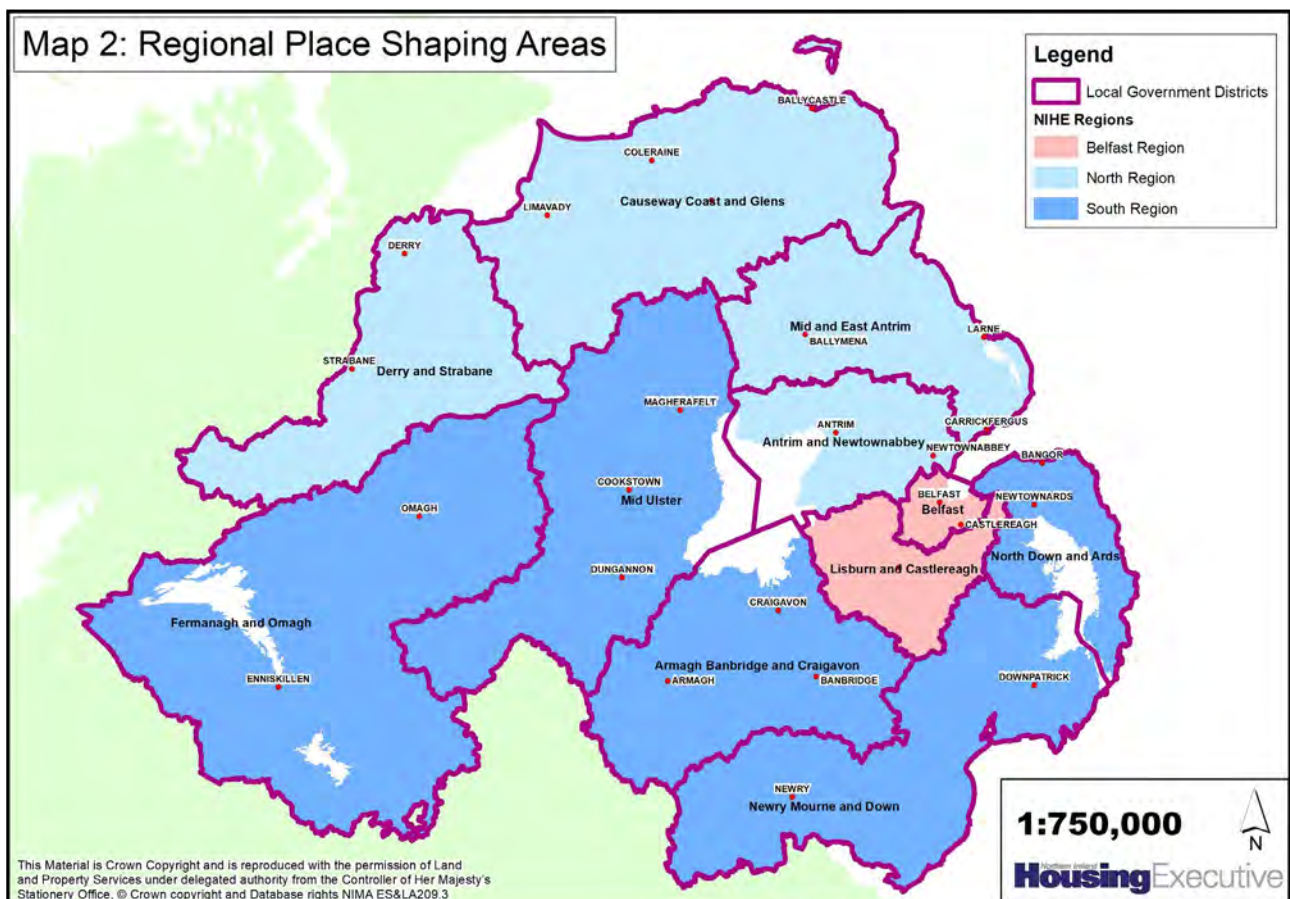 Map 2: Regional Place Shaping Areas
Legend
Local Government Districts
NIHE Regions
Belfast Region
North Region
South Region
BALLYCASTLE
COLERAINE
Causeway Coast and Glens
LIMAVADY
DERRY
Mid and East Antrim
LARNE
BALLYMENA
STRABANE
Derry and Strabane
MAGHERAFELT
CARRICKFERGUS
ANTRIM
Antrim and Newtownabbey
NEWTOWNABBEY
BANGOR
COOKSTOWN
Mid Ulster
BELFAST
Belfast
NEWTOWNARDS
OMAGH
CASTLEREAGH
North Down and Ards
DUNGANNON
Lisburn and Castlereagh
CRAIGAVON
Fermanagh and Omagh
Armagh Banbridge and Craigavon
ENNISKILLEN
ARMAGH
BANBRIDGE
DOWNPATRICK
NEWRY
Newry Mourne and Down
1:750,000
N
Northern Ireland
HousingExecutive
This Material is Crown Copyright and is reproduced with the permission of Land
and Property Services under delegated authority from the Controller of Her Majesty's
Stationery Office, © Crown copyright and Database rights NIMA ES&LA209.3